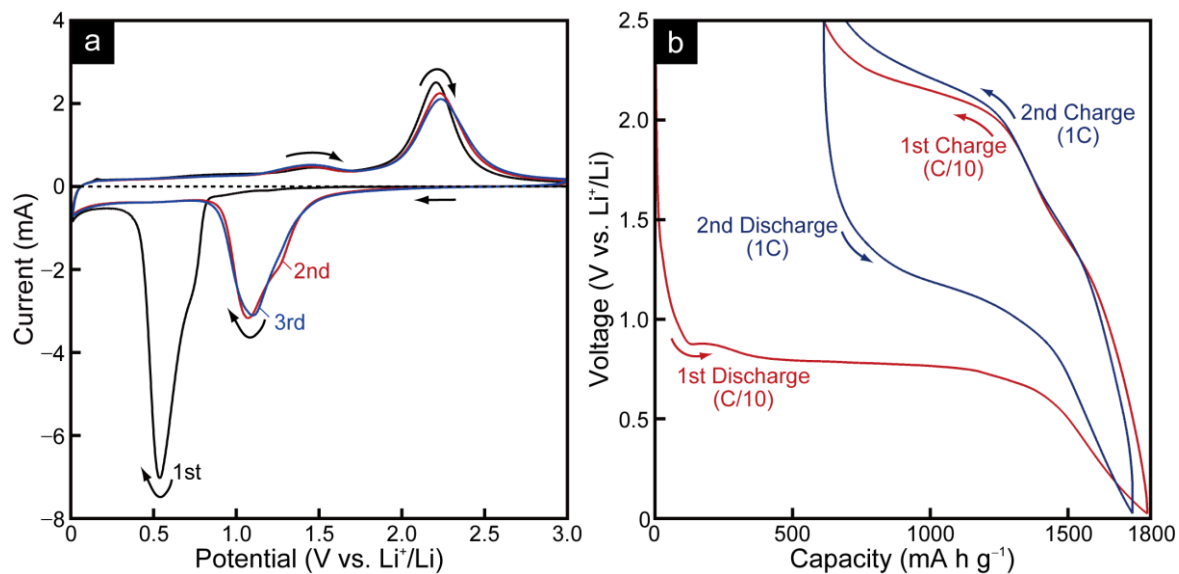 a
4
2
0
−2
−4
−6
−8
Current (mA)
1st
2nd
3rd
0
0.5
1.0
1.5
2.0
2.5
3.0
Potential (V vs. Li⁺/Li)
b
2.5
2.0
1.5
1.0
0.5
0
Voltage (V vs. Li⁺/Li)
2nd Charge
(1C)
1st Charge
(C/10)
2nd Discharge
(1C)
1st Discharge
(C/10)
0
500
1000
1500
1800
Capacity (mA h g⁻¹)